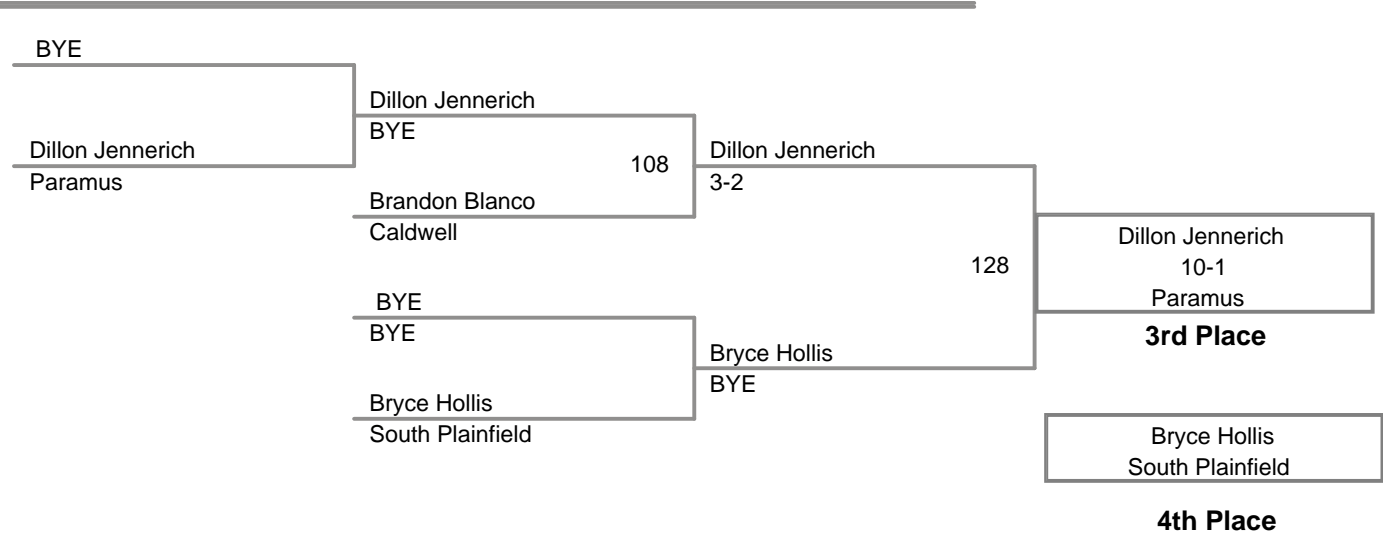 BYE
Dillon Jennerich
Paramus
Dillon Jennerich
BYE
108
Brandon Blanco
Caldwell
BYE
BYE
Bryce Hollis
South Plainfield
Dillon Jennerich
3-2
128
Bryce Hollis
BYE
Dillon Jennerich
10-1
Paramus
3rd Place
Bryce Hollis
South Plainfield
4th Place